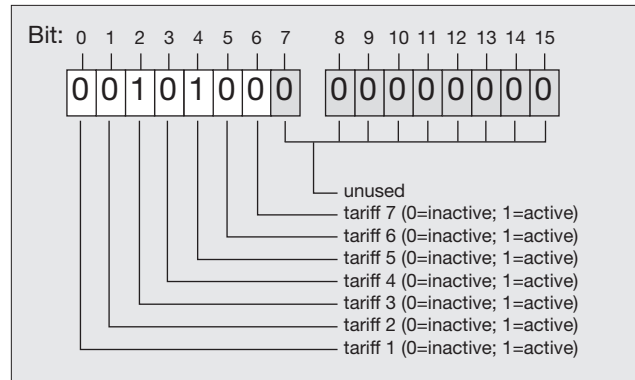 Bit: 0 1 2 3 4 5 6 7 8 9 10 11 12 13 14 15
0 0 1 0 1 0 0 0 0 0 0 0 0 0 0 0
unused
tariff 7 (0=inactive; 1=active)
tariff 6 (0=inactive; 1=active)
tariff 5 (0=inactive; 1=active)
tariff 4 (0=inactive; 1=active)
tariff 3 (0=inactive; 1=active)
tariff 2 (0=inactive; 1=active)
tariff 1 (0=inactive; 1=active)